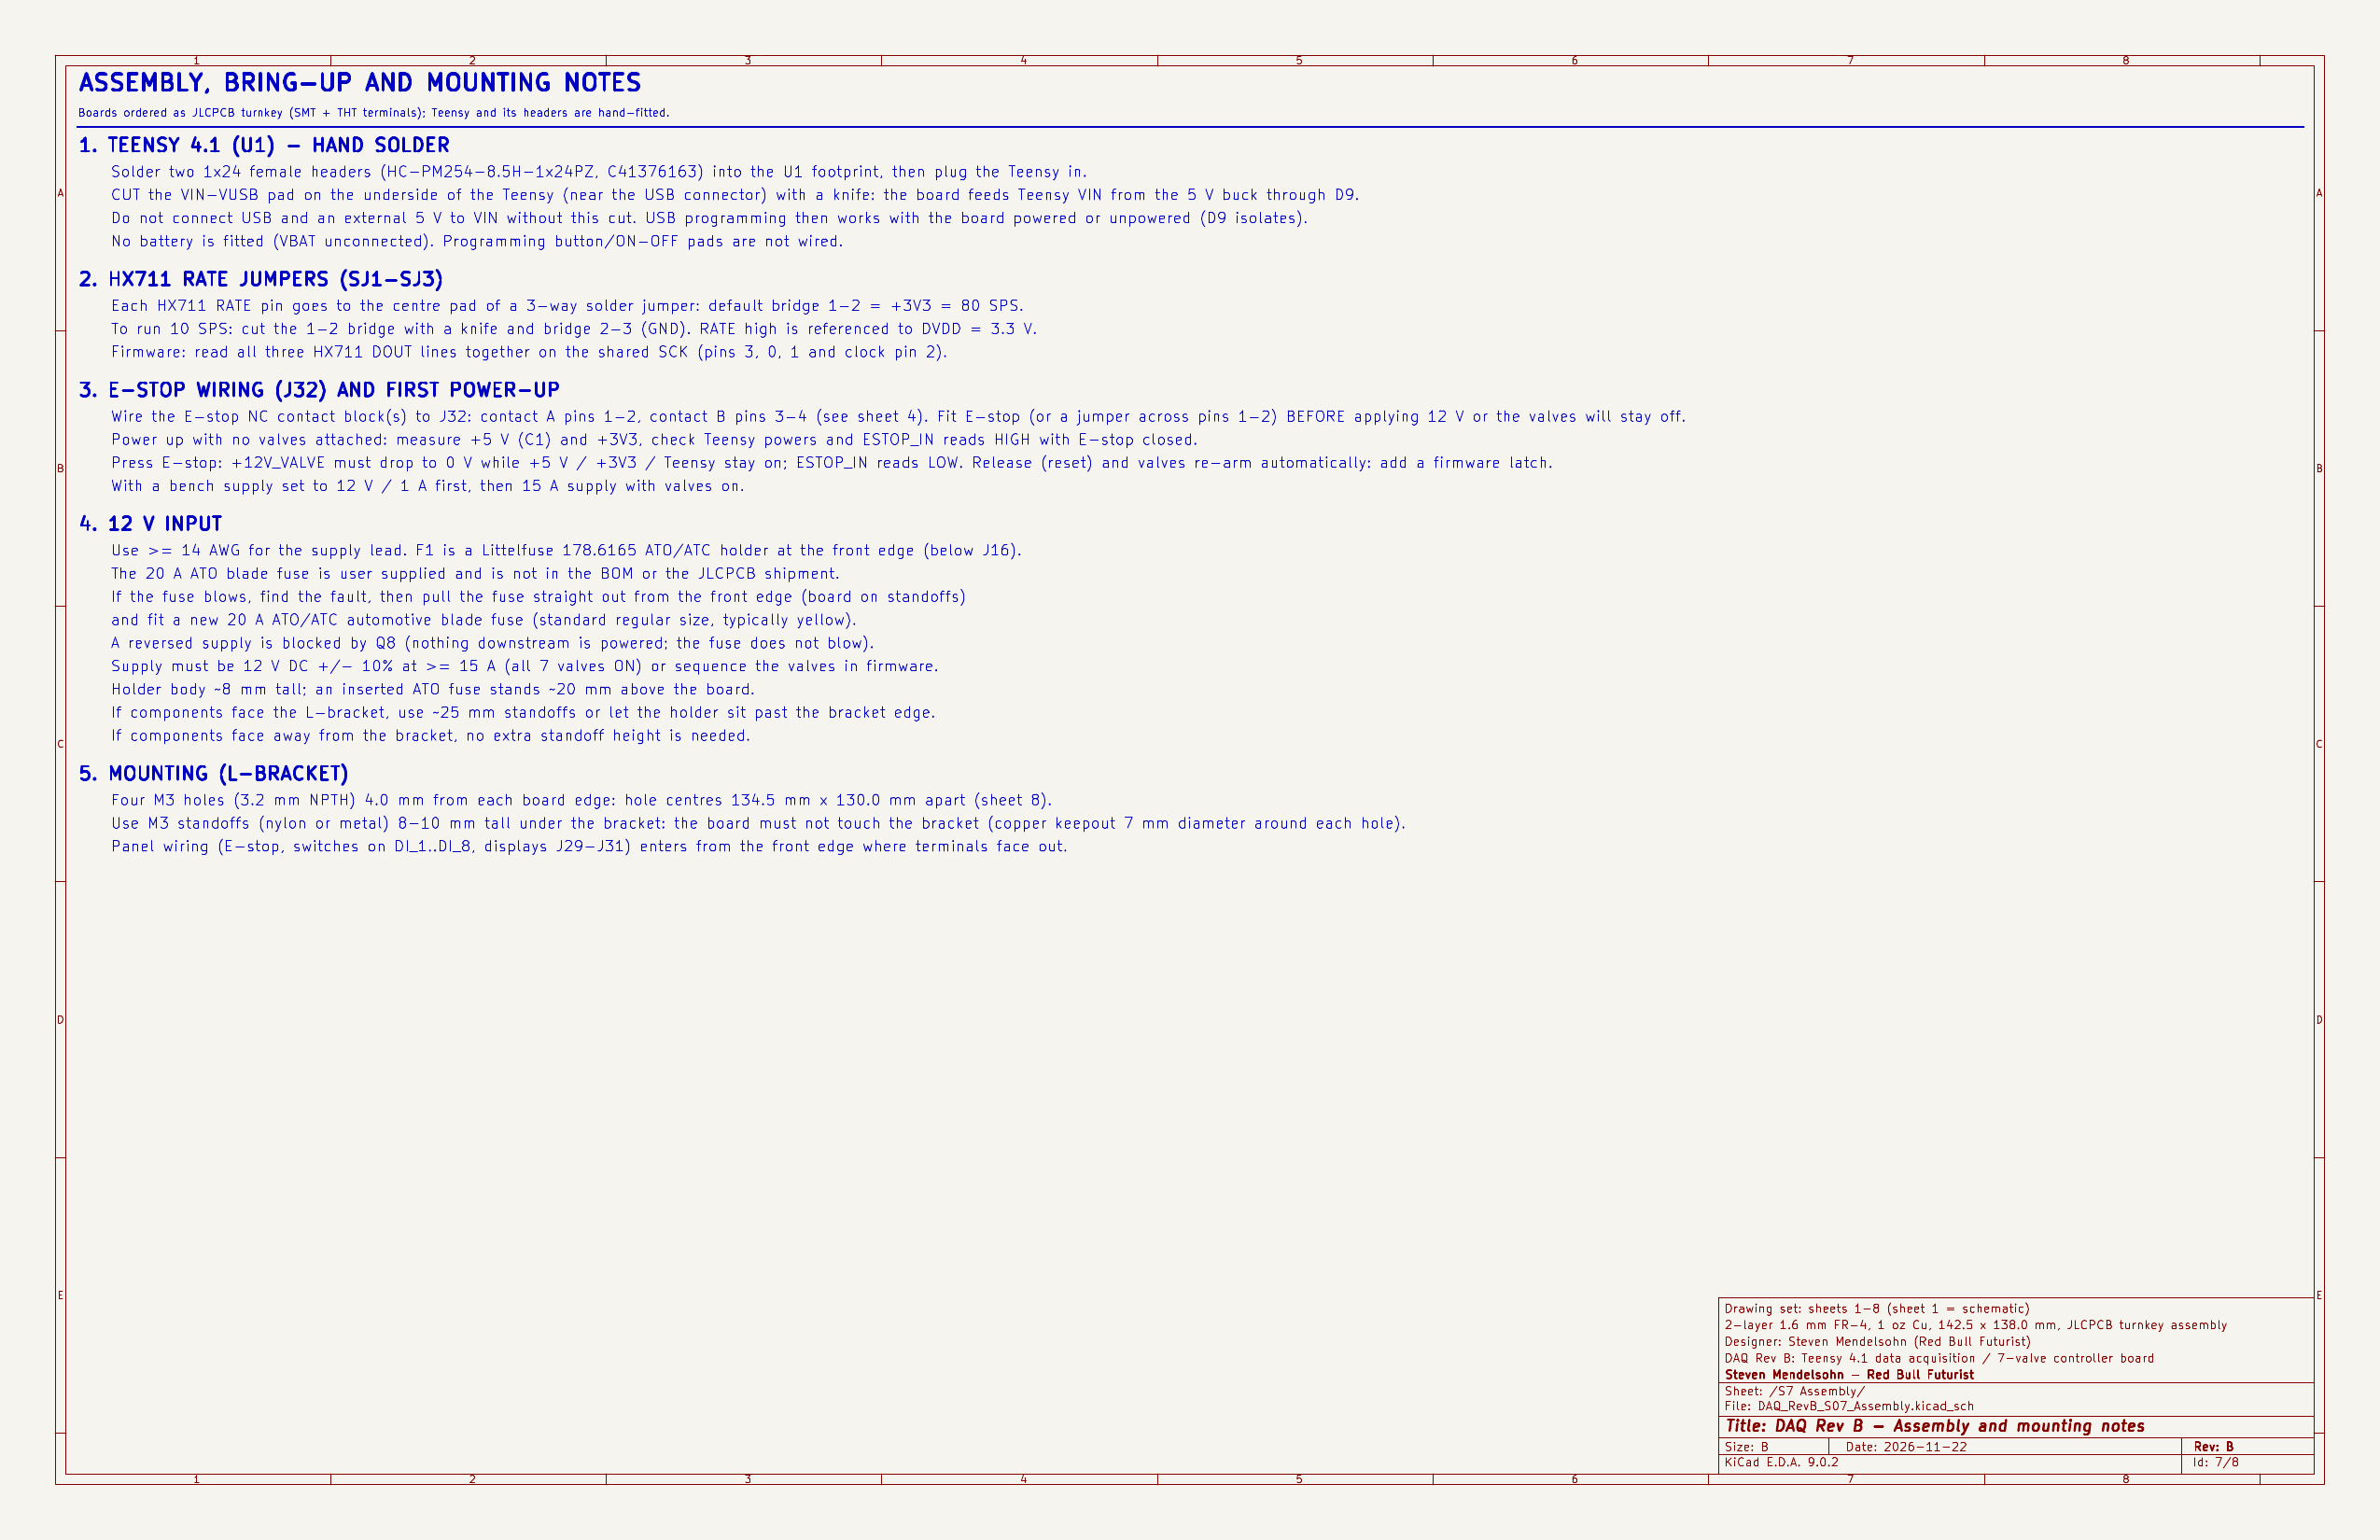 1 2 3 4 5 6 7 8
ASSEMBLY, BRING-UP AND MOUNTING NOTES
Boards ordered as JLCPCB turnkey (SMT + THT terminals); Teensy and its headers are hand-fitted.
1. TEENSY 4.1 (U1) - HAND SOLDER
Solder two 1x24 female headers (HC-PM254-8.5H-1x24PZ, C41376163) into the U1 footprint, then plug the Teensy in.
A A
CUT the VIN-VUSB pad on the underside of the Teensy (near the USB connector) with a knife: the board feeds Teensy VIN from the 5 V buck through D9.
Do not connect USB and an external 5 V to VIN without this cut. USB programming then works with the board powered or unpowered (D9 isolates).
No battery is fitted (VBAT unconnected). Programming button/ON-OFF pads are not wired.
2. HX711 RATE JUMPERS (SJ1-SJ3)
Each HX711 RATE pin goes to the centre pad of a 3-way solder jumper: default bridge 1-2 = +3V3 = 80 SPS.
To run 10 SPS: cut the 1-2 bridge with a knife and bridge 2-3 (GND). RATE high is referenced to DVDD = 3.3 V.
Firmware: read all three HX711 DOUT lines together on the shared SCK (pins 3, 0, 1 and clock pin 2).
3. E-STOP WIRING (J32) AND FIRST POWER-UP
Wire the E-stop NC contact block(s) to J32: contact A pins 1-2, contact B pins 3-4 (see sheet 4). Fit E-stop (or a jumper across pins 1-2) BEFORE applying 12 V or the valves will stay off.
Power up with no valves attached: measure +5 V (C1) and +3V3, check Teensy powers and ESTOP_IN reads HIGH with E-stop closed.
Press E-stop: +12V_VALVE must drop to 0 V while +5 V / +3V3 / Teensy stay on; ESTOP_IN reads LOW. Release (reset) and valves re-arm automatically: add a firmware latch.
B B
With a bench supply set to 12 V / 1 A first, then 15 A supply with valves on.
4. 12 V INPUT
Use >= 14 AWG for the supply lead. F1 is a Littelfuse 178.6165 ATO/ATC holder at the front edge (below J16).
The 20 A ATO blade fuse is user supplied and is not in the BOM or the JLCPCB shipment.
If the fuse blows, find the fault, then pull the fuse straight out from the front edge (board on standoffs)
and fit a new 20 A ATO/ATC automotive blade fuse (standard regular size, typically yellow).
A reversed supply is blocked by Q8 (nothing downstream is powered; the fuse does not blow).
Supply must be 12 V DC +/- 10% at >= 15 A (all 7 valves ON) or sequence the valves in firmware.
Holder body ~8 mm tall; an inserted ATO fuse stands ~20 mm above the board.
If components face the L-bracket, use ~25 mm standoffs or let the holder sit past the bracket edge.
If components face away from the bracket, no extra standoff height is needed.
C C
5. MOUNTING (L-BRACKET)
Four M3 holes (3.2 mm NPTH) 4.0 mm from each board edge: hole centres 134.5 mm x 130.0 mm apart (sheet 8).
Use M3 standoffs (nylon or metal) 8-10 mm tall under the bracket: the board must not touch the bracket (copper keepout 7 mm diameter around each hole).
Panel wiring (E-stop, switches on DI_1..DI_8, displays J29-J31) enters from the front edge where terminals face out.
D D
E E
Drawing set: sheets 1-8 (sheet 1 = schematic)
2-layer 1.6 mm FR-4, 1 oz Cu, 142.5 x 138.0 mm, JLCPCB turnkey assembly
Designer: Steven Mendelsohn (Red Bull Futurist)
DAQ Rev B: Teensy 4.1 data acquisition / 7-valve controller board
Steven Mendelsohn - Red Bull Futurist
Sheet: /S7 Assembly/
File: DAQ_RevB_S07_Assembly.kicad_sch
Title: DAQ Rev B - Assembly and mounting notes
Size: B Date: 2026-11-22 Rev: B
KiCad E.D.A. 9.0.2 Id: 7/8
1 2 3 4 5 6 7 8